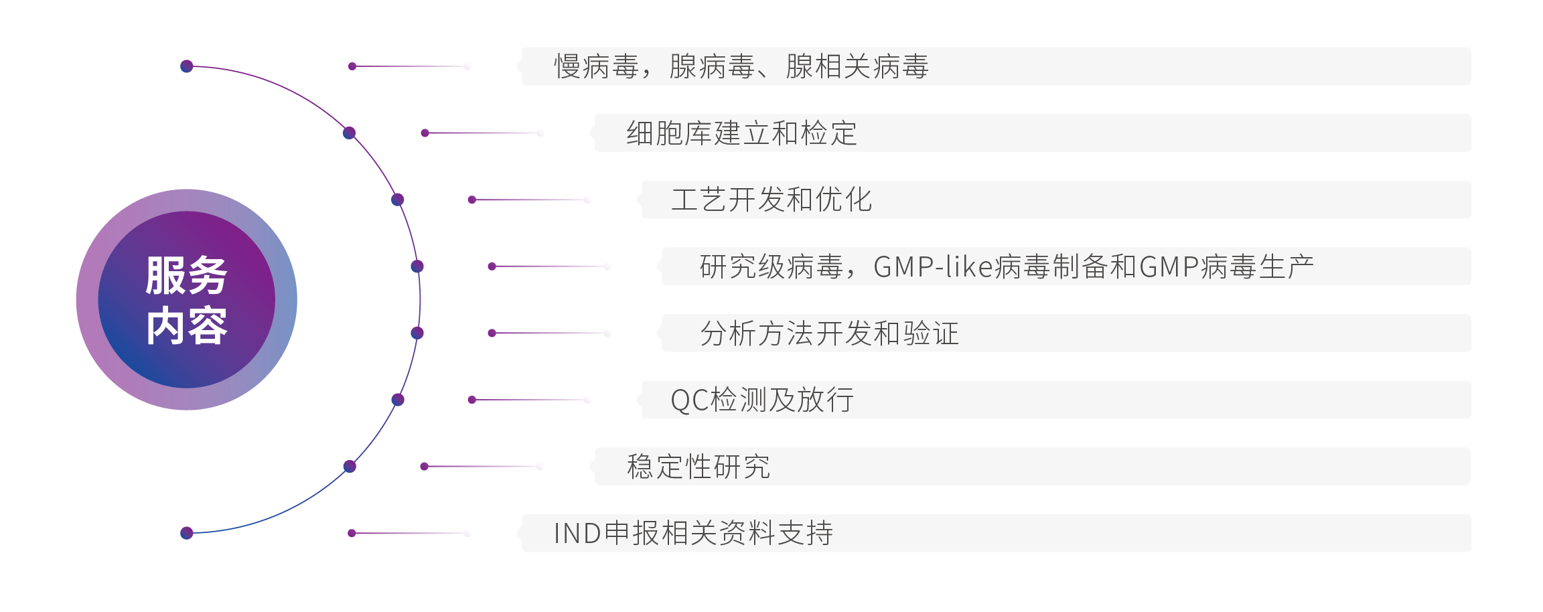 服务
内容
慢病毒，腺病毒、腺相关病毒
细胞库建立和检定
工艺开发和优化
研究级病毒，GMP-like病毒制备和GMP病毒生产
分析方法开发和验证
QC检测及放行
稳定性研究
IND申报相关资料支持